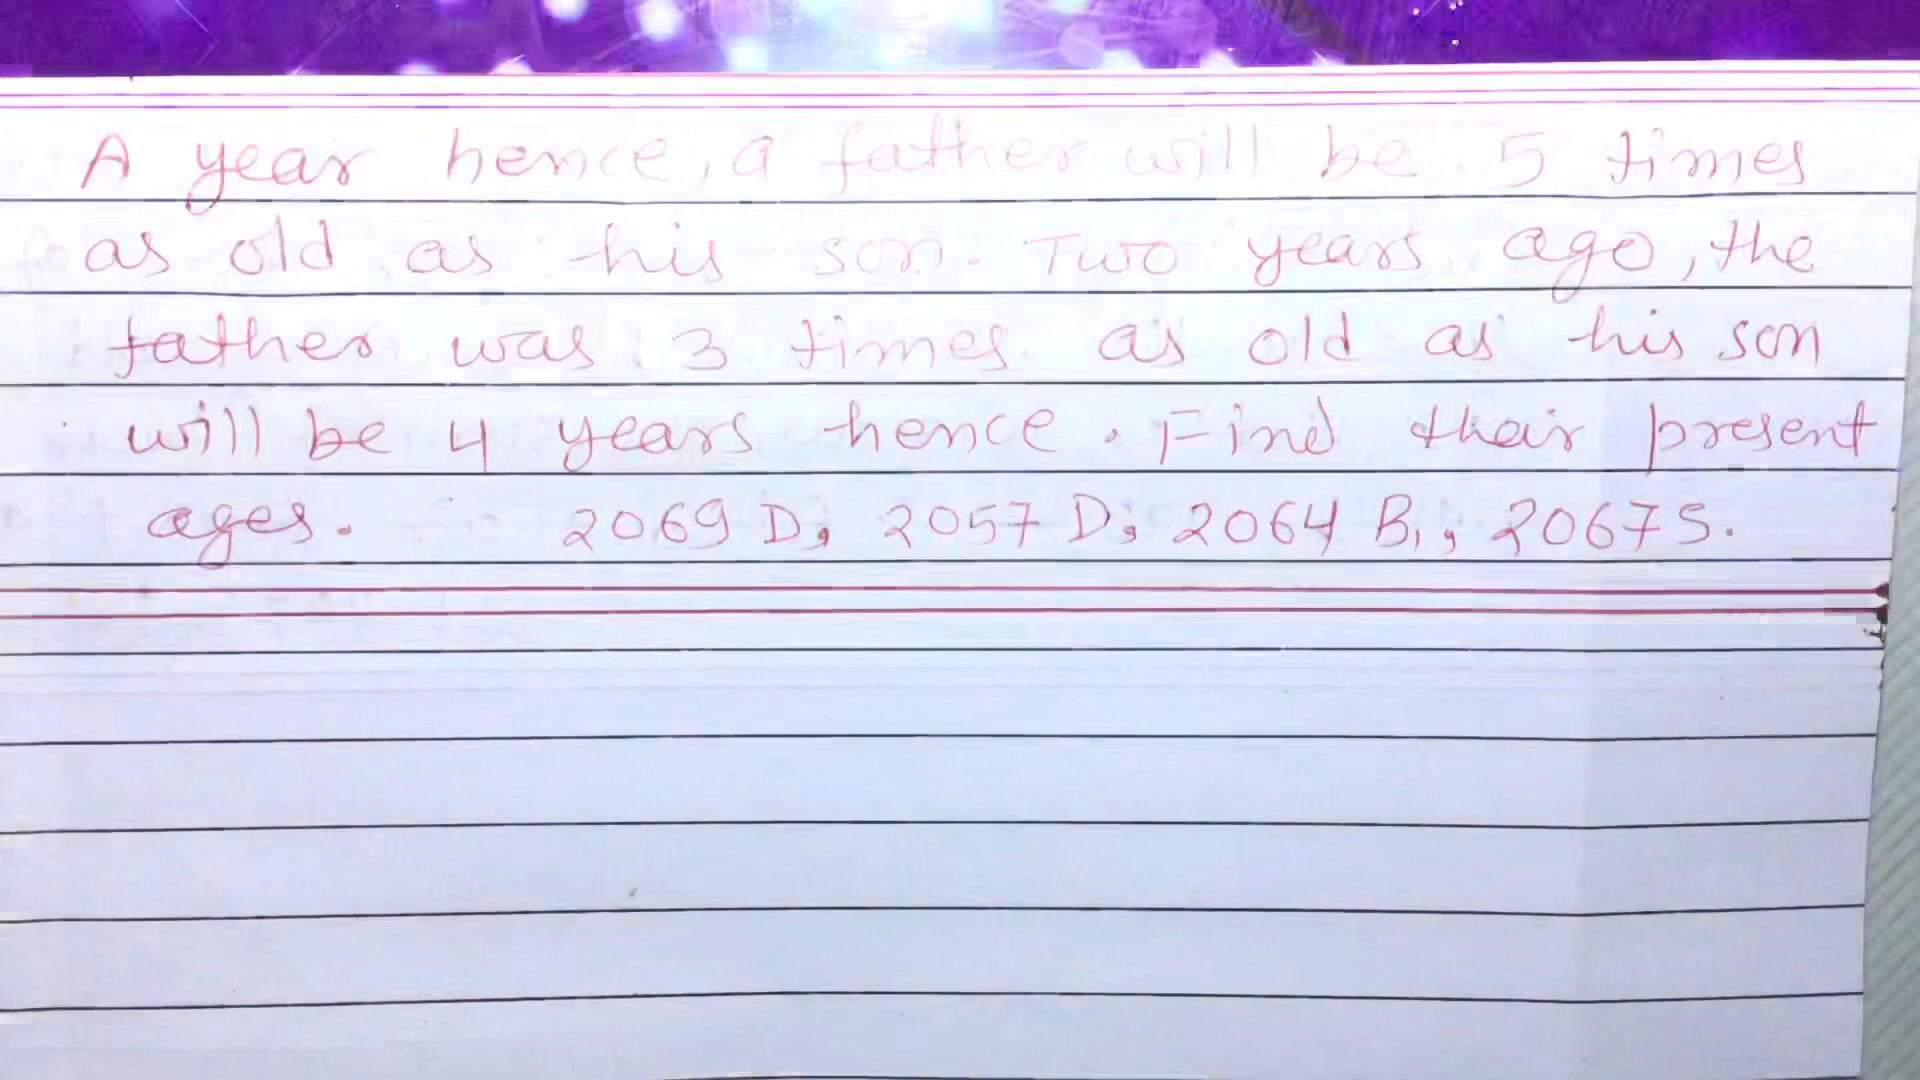 A year hence, a father will be 5 times
as old as his son. Two years ago, the
father was 3 times as old as his son
will be 4 years hence. Find their present
ages. 2069 D, 2057 D; 2064 B,; 2067 S.